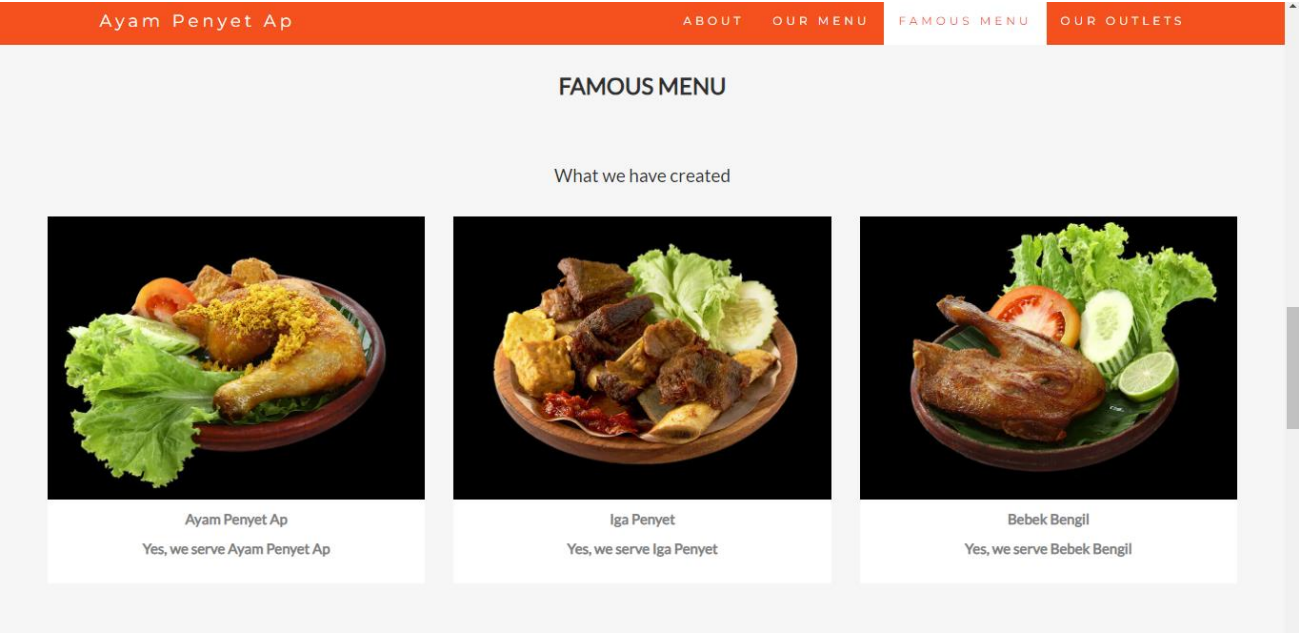 Ayam Penyet Ap
ABOUT OUR MENU FAMOUS MENU OUR OUTLETS
FAMOUS MENU
What we have created
Ayam Penyet Ap
Yes, we serve Ayam Penyet Ap
Iga Penyet
Yes, we serve Iga Penyet
Bebek Bengil
Yes, we serve Bebek Bengil